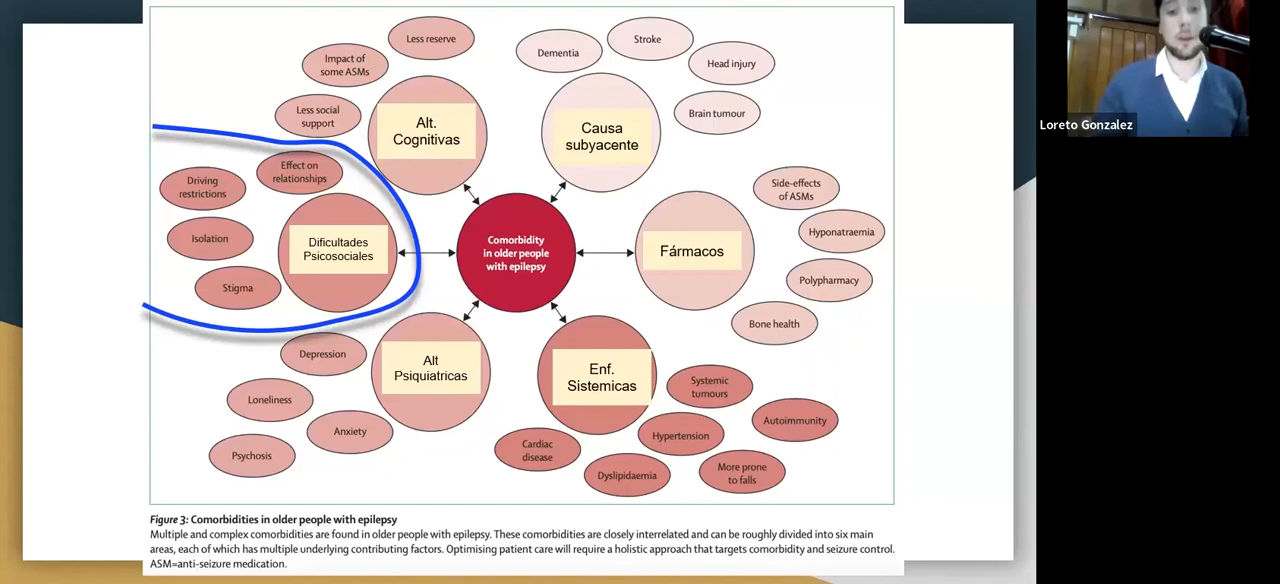 Less reserve
Impact of
some ASMs
Less social
support
Alt.
Cognitivas
Dementia
Stroke
Head injury
Brain tumour
Causa
subyacente
Effect on
relationships
Driving
restrictions
Isolation
Stigma
Dificultades
Psicosociales
Comorbidity
in older people
with epilepsy
Fármacos
Side-effects
of ASMs
Hyponatraemia
Polypharmacy
Bone health
Depression
Loneliness
Anxiety
Psychosis
Alt
Psiquiatricas
Enf.
Sistemicas
Systemic
tumours
Autoimmunity
Hypertension
Cardiac
disease
Dyslipidaemia
More prone
to falls
Figure 3: Comorbidities in older people with epilepsy
Multiple and complex comorbidities are found in older people with epilepsy. These comorbidities are closely interrelated and can be roughly divided into six main
areas, each of which has multiple underlying contributing factors. Optimising patient care will require a holistic approach that targets comorbidity and seizure control.
ASM=anti-seizure medication.
Loreto Gonzalez